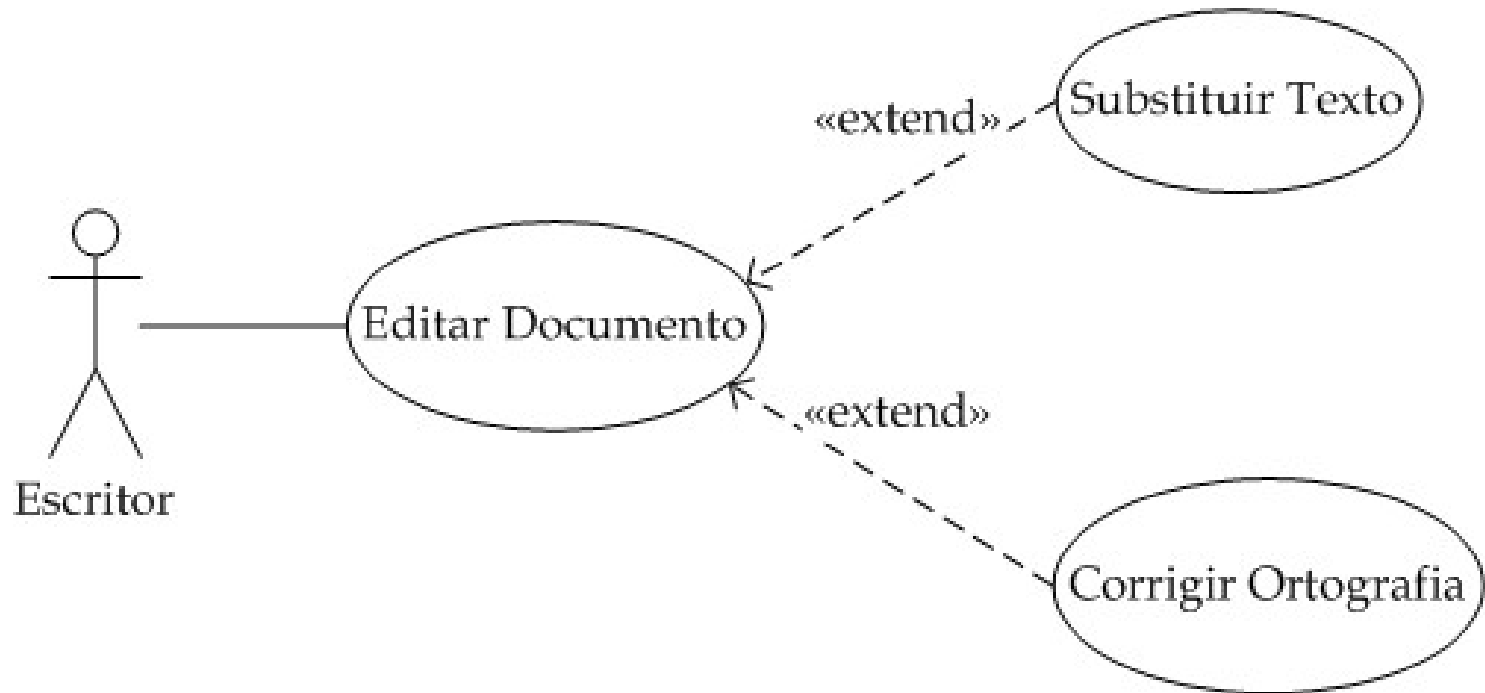 Substituir Texto
«extend»
Editar Documento
«extend»
Escritor
Corrigir Ortografia